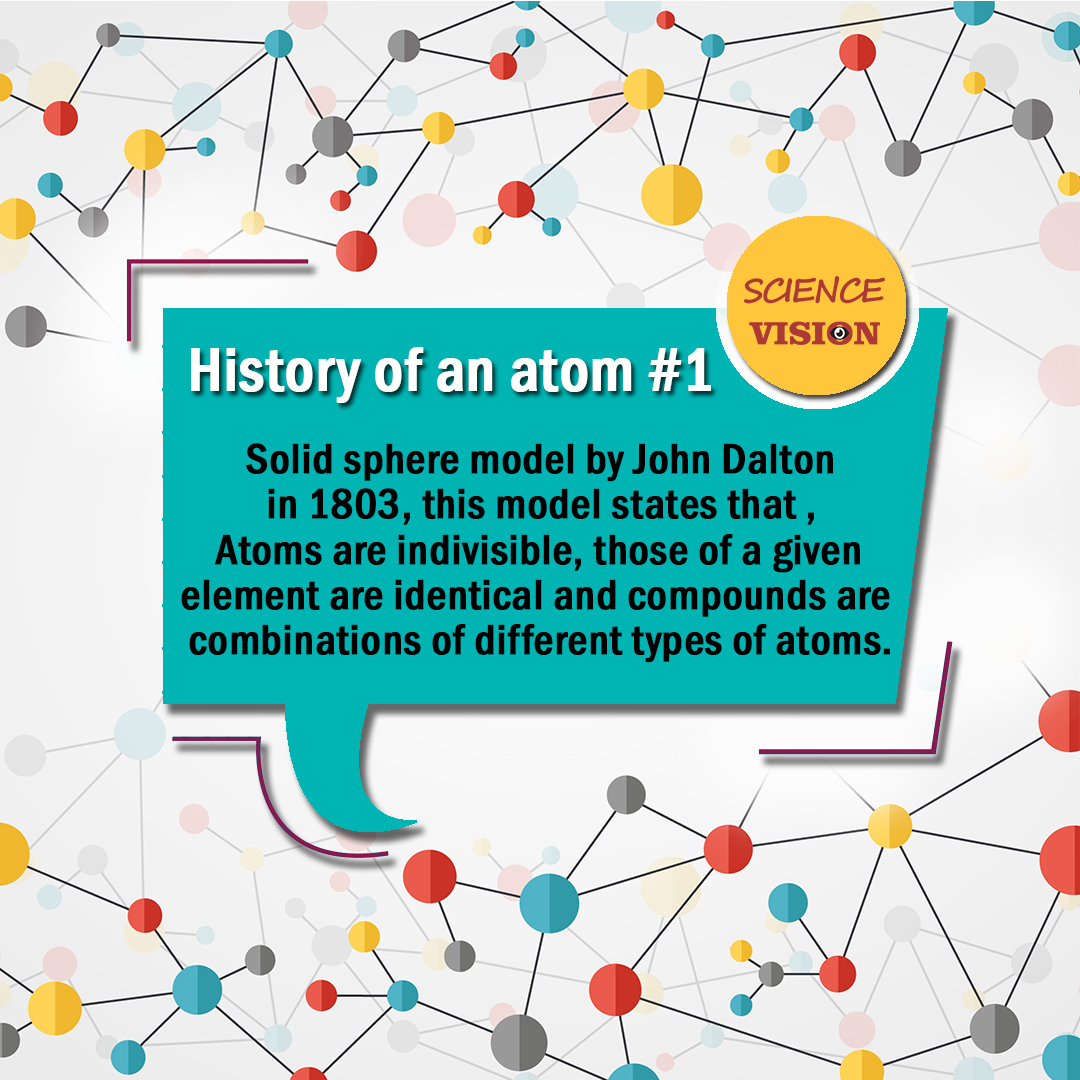 SCIENCE
VISION
History of an atom #1
Solid sphere model by John Dalton
in 1803, this model states that ,
Atoms are indivisible, those of a given
element are identical and compounds are
combinations of different types of atoms.